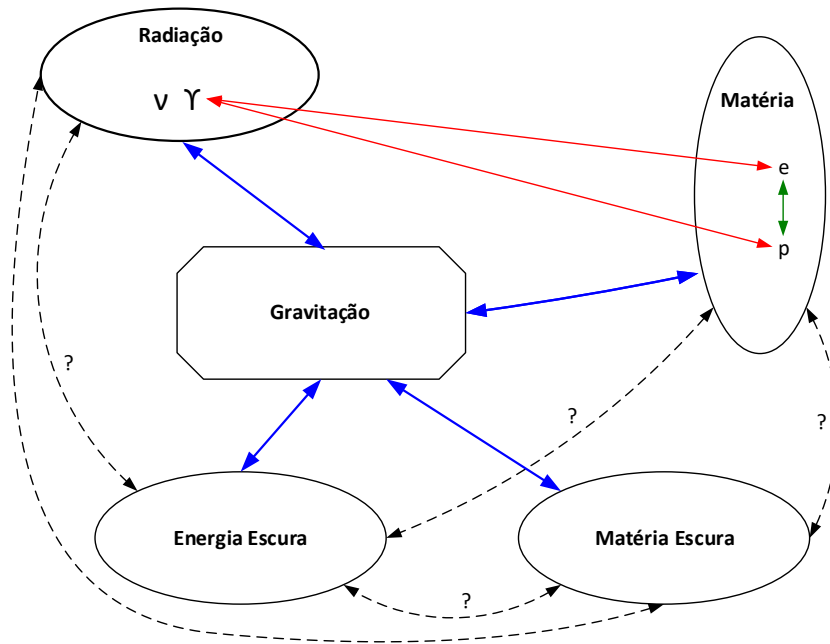 Radiação
ν ϒ
Matéria
e
p
Gravitação
?
?
?
Energia Escura
Matéria Escura
?